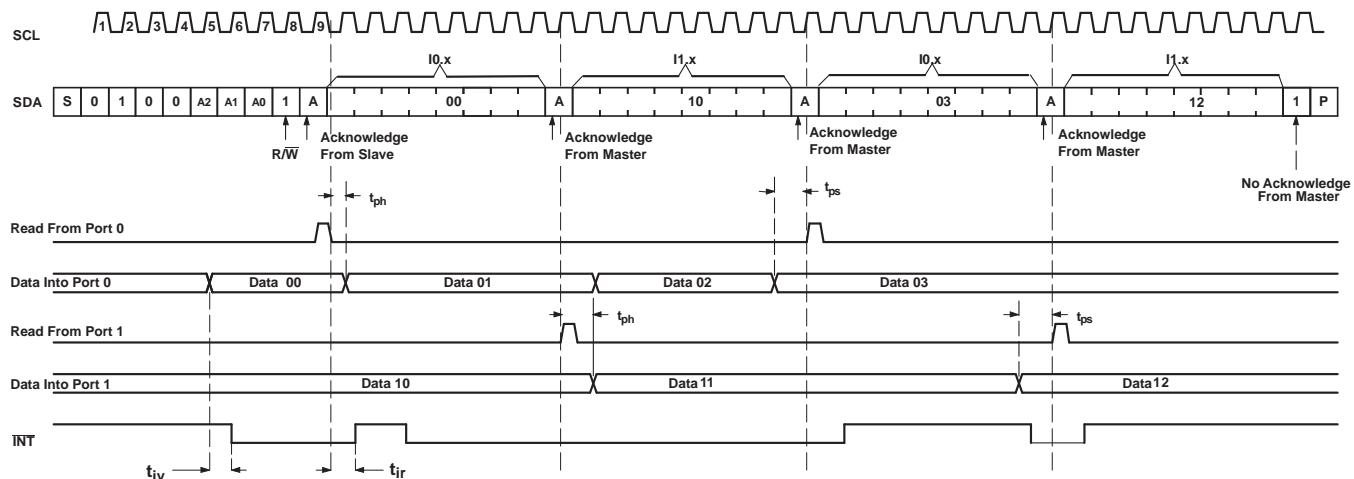 SCL 1 2 3 4 5 6 7 8 9
I0.x I1.x I0.x I1.x
SDA S 0 1 0 0 A2 A1 A0 1 A 00 A 10 A 03 A 12 1 P
R/W
Acknowledge
From Slave
Acknowledge
From Master
Acknowledge
From Master
Acknowledge
From Master
No Acknowledge
From Master
tph
tps
Read From Port 0
Data Into Port 0 Data 00 Data 01 Data 02 Data 03
tph
tps
Read From Port 1
Data Into Port 1 Data 10 Data 11 Data 12
INT
tiv
tir